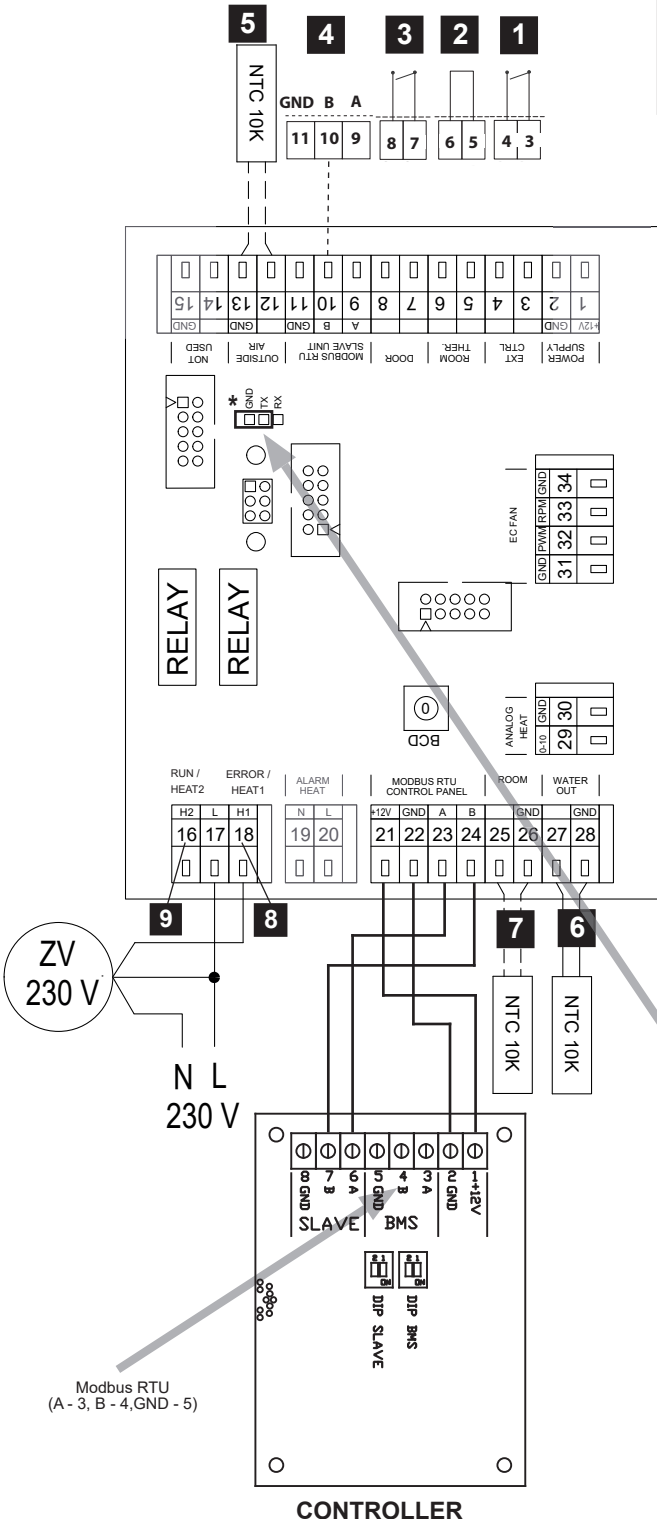 5 4 3 2 1
NTC 10K
GND B A
11 10 9 8 7 6 5 4 3
15 14 13 12 11 10 9 8 7 6 5 4 3 2 1
GND GND GND B A GND +12V
NOT USED
OUTSIDE AIR
MODBUS RTU SLAVE UNIT
DOOR
ROOM THER.
EXT CTRL
POWER SUPPLY
*
GND
TX
RX
EC FAN
GND PWM RPM GND
31 32 33 34
RELAY
RELAY
0
BCD
ANALOG HEAT
0-10 GND
29 30
RUN / HEAT2
ERROR / HEAT1
ALARM HEAT
MODBUS RTU CONTROL PANEL
ROOM
WATER OUT
H2 L H1 N L +12V GND A B GND GND
16 17 18 19 20 21 22 23 24 25 26 27 28
9 8 7 6
ZV
230 V
NTC 10K
NTC 10K
N L
230 V
8 GND
7 B
6 A
5 GND
4 B
3 A
2 GND
1 +12V
SLAVE BMS
2 1
ON
2 1
ON
DIP SLAVE
DIP BMS
Modbus RTU
(A - 3, B - 4,GND - 5)
CONTROLLER